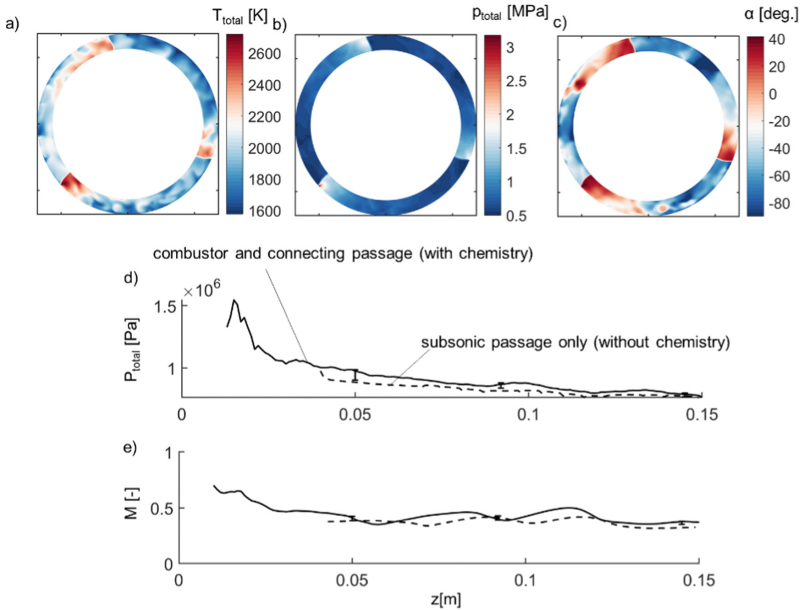 a)
T_total [K]
2600
2400
2200
2000
1800
1600
b)
p_total [MPa]
3
2.5
2
1.5
1
0.5
c)
α [deg.]
40
20
0
-20
-40
-60
-80
combustor and connecting passage (with chemistry)
d)
×10^6
subsonic passage only (without chemistry)
P_total [Pa]
1.5
1
0
0.05
0.1
0.15
e)
M [-]
1
0.5
0
0
0.05
0.1
0.15
z[m]